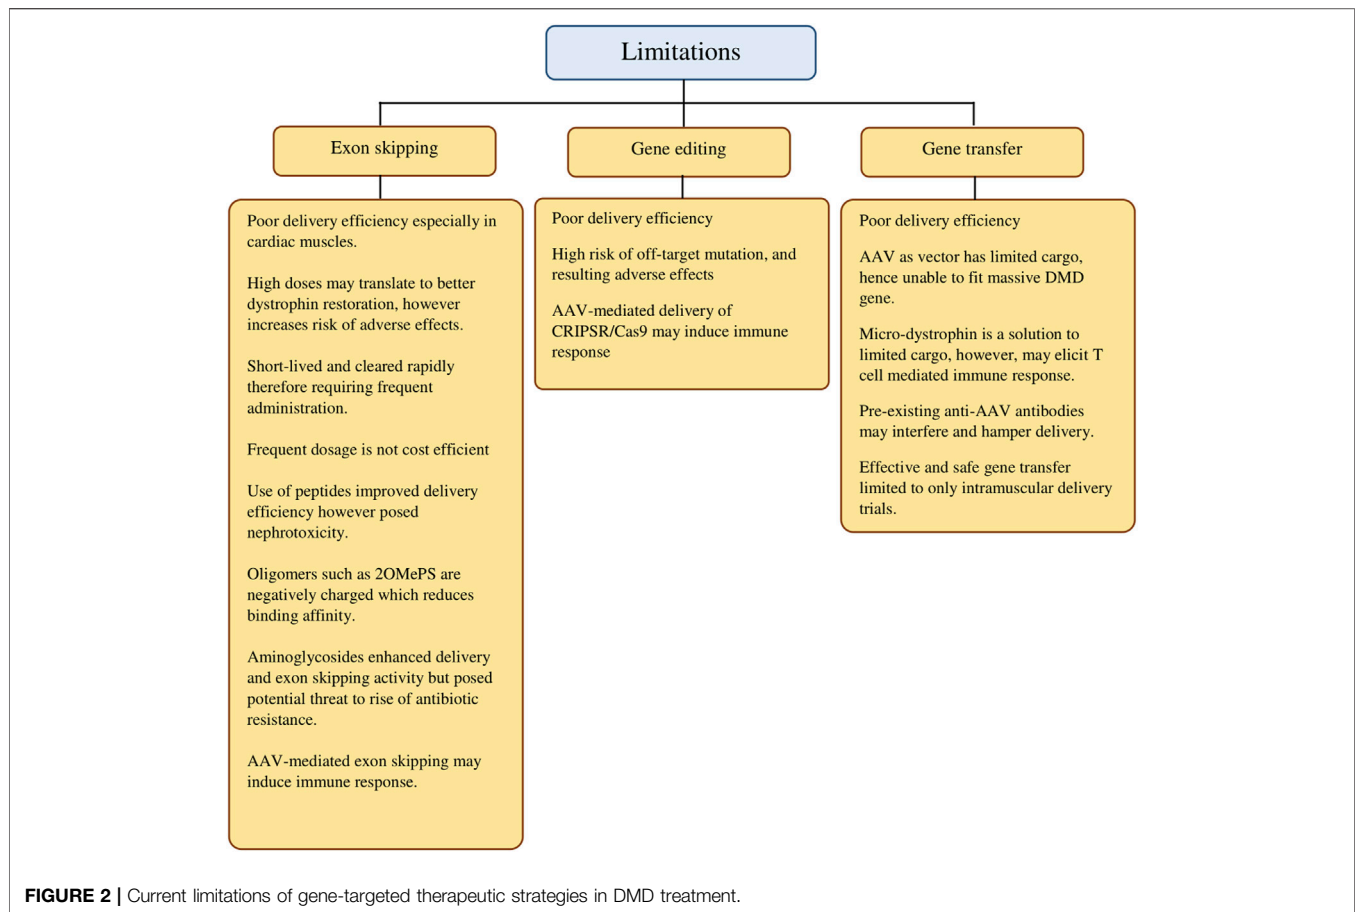 Limitations
Exon skipping
Gene editing
Gene transfer
Poor delivery efficiency especially in
cardiac muscles.
High doses may translate to better
dystrophin restoration, however
increases risk of adverse effects.
Short-lived and cleared rapidly
therefore requiring frequent
administration.
Frequent dosage is not cost efficient
Use of peptides improved delivery
efficiency however posed
nephrotoxicity.
Oligomers such as 2OMePS are
negatively charged which reduces
binding affinity.
Aminoglycosides enhanced delivery
and exon skipping activity but posed
potential threat to rise of antibiotic
resistance.
AAV-mediated exon skipping may
induce immune response.
Poor delivery efficiency
High risk of off-target mutation, and
resulting adverse effects
AAV-mediated delivery of
CRIPSR/Cas9 may induce immune
response
Poor delivery efficiency
AAV as vector has limited cargo,
hence unable to fit massive DMD
gene.
Micro-dystrophin is a solution to
limited cargo, however, may elicit T
cell mediated immune response.
Pre-existing anti-AAV antibodies
may interfere and hamper delivery.
Effective and safe gene transfer
limited to only intramuscular delivery
trials.
FIGURE 2 | Current limitations of gene-targeted therapeutic strategies in DMD treatment.